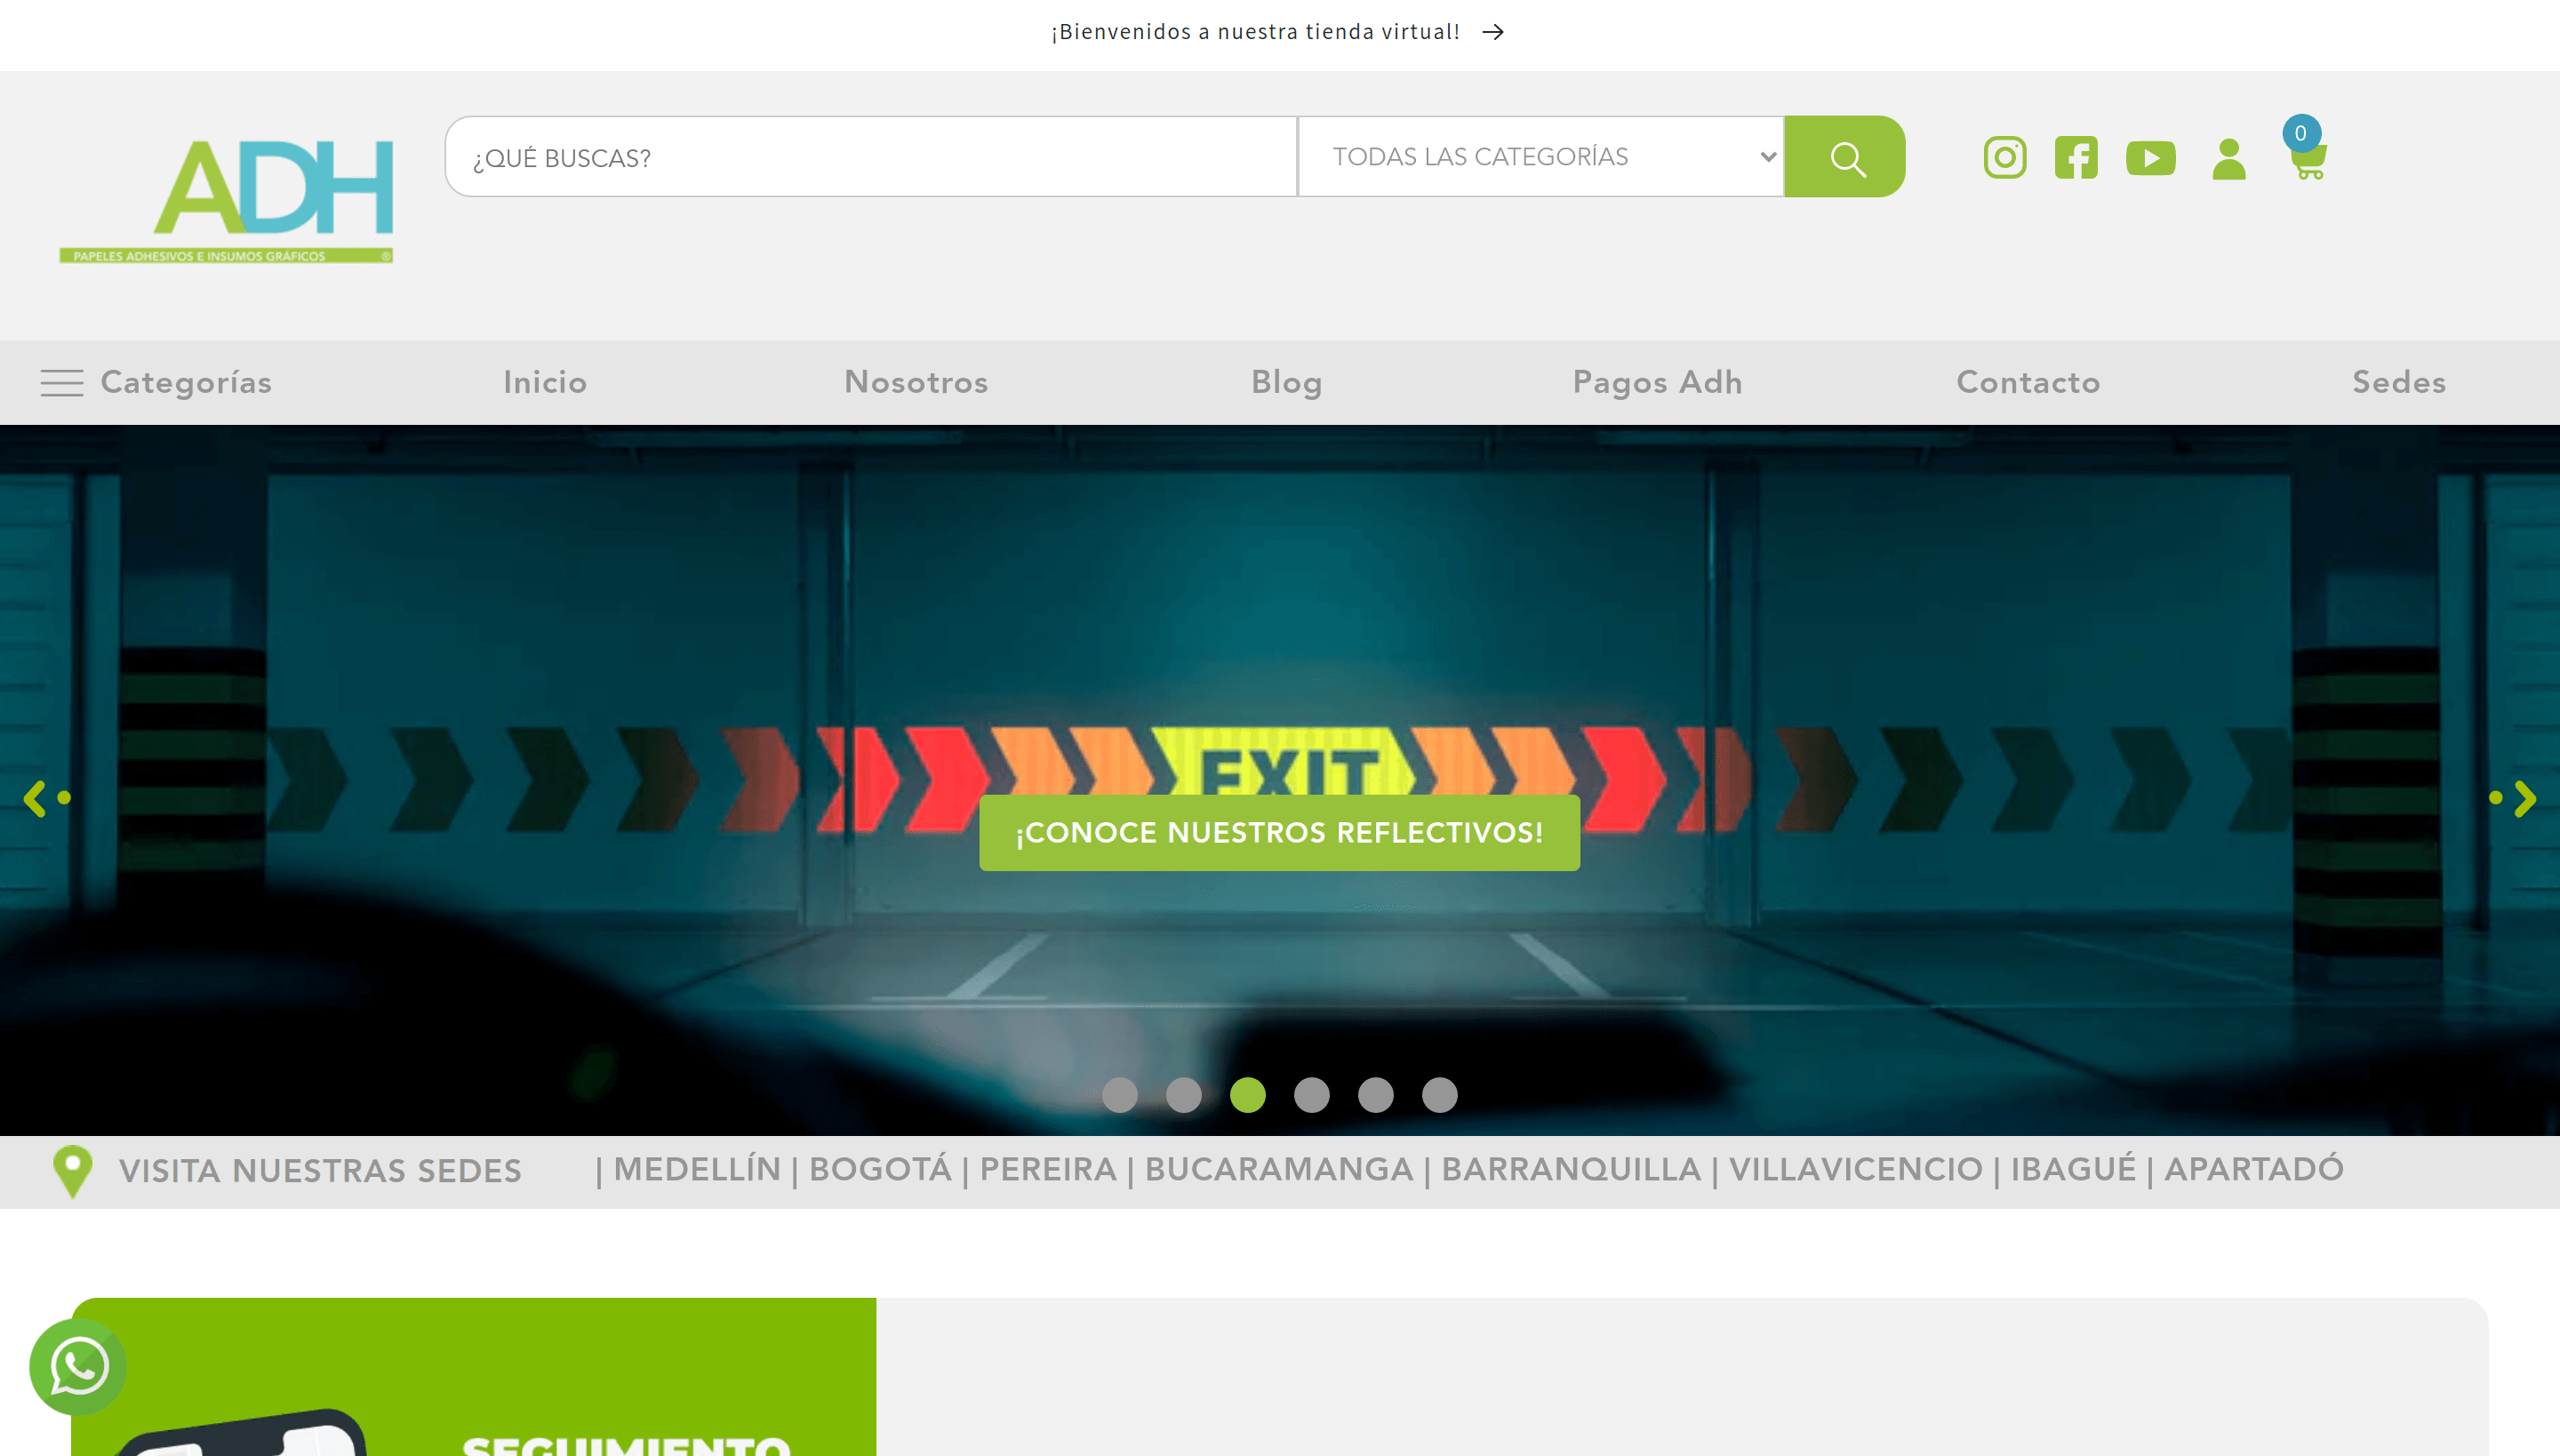 ¡Bienvenidos a nuestra tienda virtual! →
ADH
PAPELES ADHESIVOS E INSUMOS GRÁFICOS ®
¿QUÉ BUSCAS?
TODAS LAS CATEGORÍAS
0
Categorías
Inicio
Nosotros
Blog
Pagos Adh
Contacto
Sedes
EXIT
¡CONOCE NUESTROS REFLECTIVOS!
VISITA NUESTRAS SEDES
| MEDELLÍN | BOGOTÁ | PEREIRA | BUCARAMANGA | BARRANQUILLA | VILLAVICENCIO | IBAGUÉ | APARTADÓ
SEGUIMIENTO